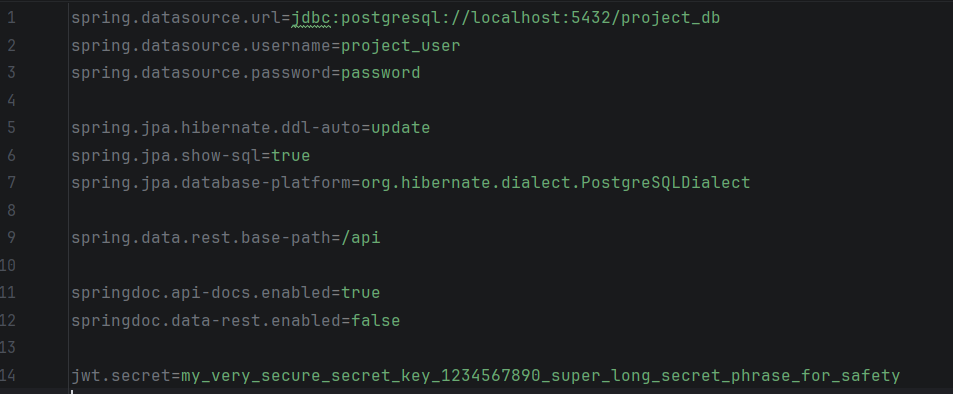 1 spring.datasource.url=jdbc:postgresql://localhost:5432/project_db
2 spring.datasource.username=project_user
3 spring.datasource.password=password
4
5 spring.jpa.hibernate.ddl-auto=update
6 spring.jpa.show-sql=true
7 spring.jpa.database-platform=org.hibernate.dialect.PostgreSQLDialect
8
9 spring.data.rest.base-path=/api
10
11 springdoc.api-docs.enabled=true
12 springdoc.data-rest.enabled=false
13
14 jwt.secret=my_very_secure_secret_key_1234567890_super_long_secret_phrase_for_safety